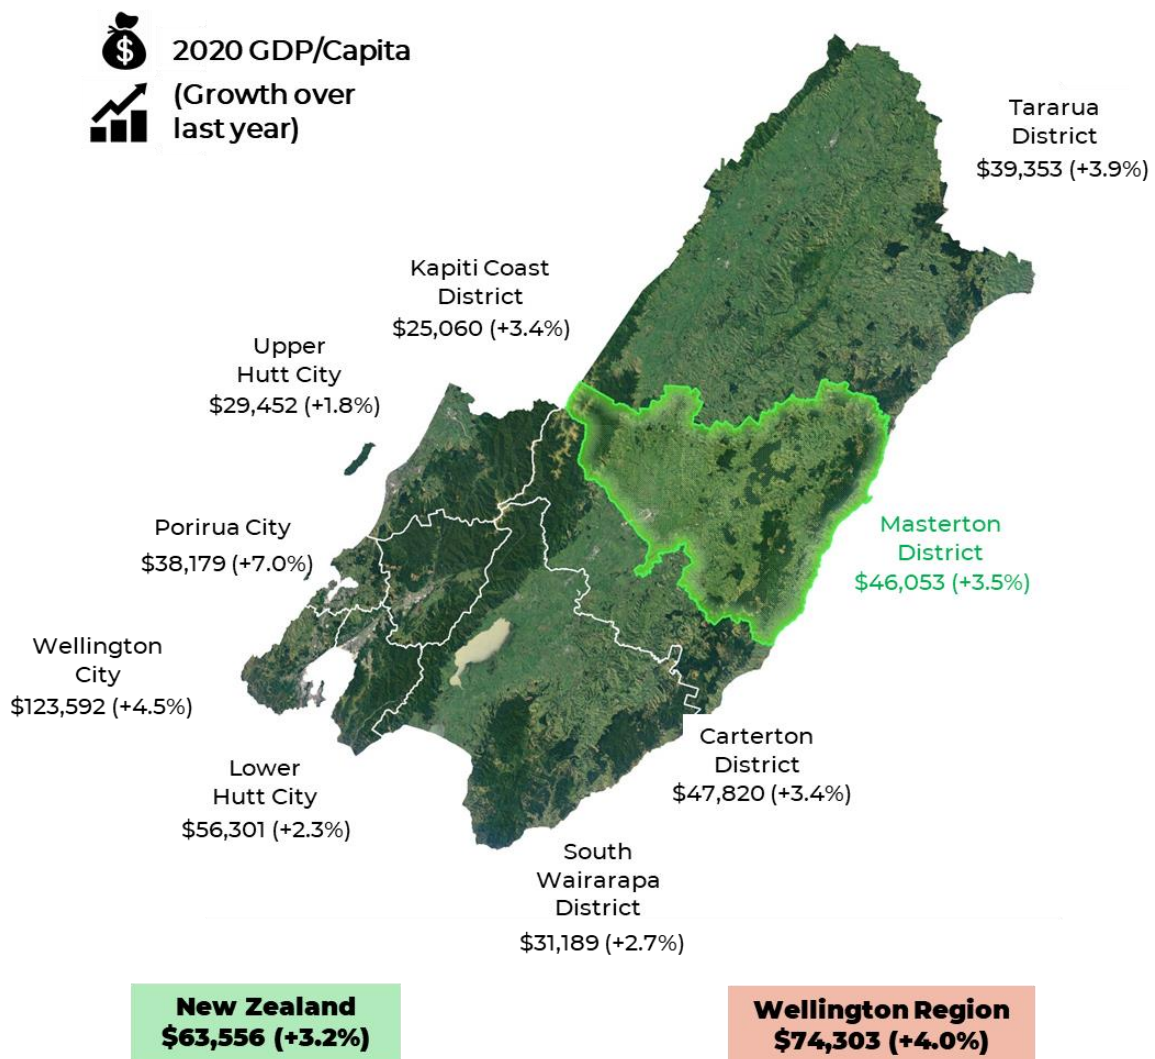 $
2020 GDP/Capita
(Growth over
last year)
Tararua
District
$39,353 (+3.9%)
Kapiti Coast
District
$25,060 (+3.4%)
Upper
Hutt City
$29,452 (+1.8%)
Porirua City
$38,179 (+7.0%)
Masterton
District
$46,053 (+3.5%)
Wellington
City
$123,592 (+4.5%)
Carterton
District
$47,820 (+3.4%)
Lower
Hutt City
$56,301 (+2.3%)
South
Wairarapa
District
$31,189 (+2.7%)
New Zealand
$63,556 (+3.2%)
Wellington Region
$74,303 (+4.0%)